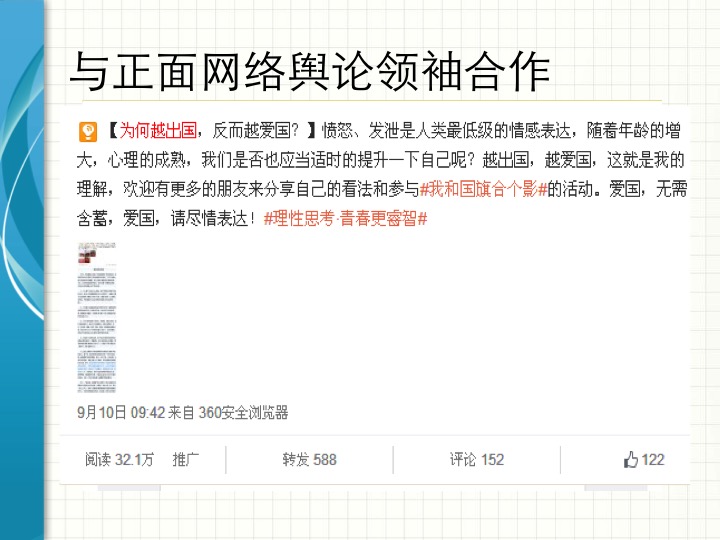 与正面网络舆论领袖合作
【为何越出国，反而越爱国？】愤怒、发泄是人类最低级的情感表达，随着年龄的增
大，心理的成熟，我们是否也应当适时的提升一下自己呢？越出国，越爱国，这就是我的
理解，欢迎有更多的朋友来分享自己的看法和参与#我和国旗合个影#的活动。爱国，无需
含蓄，爱国，请尽情表达！#理性思考·青春更睿智#
9月10日 09:42 来自 360安全浏览器
阅读 32.1万 推广 转发 588 评论 152 122